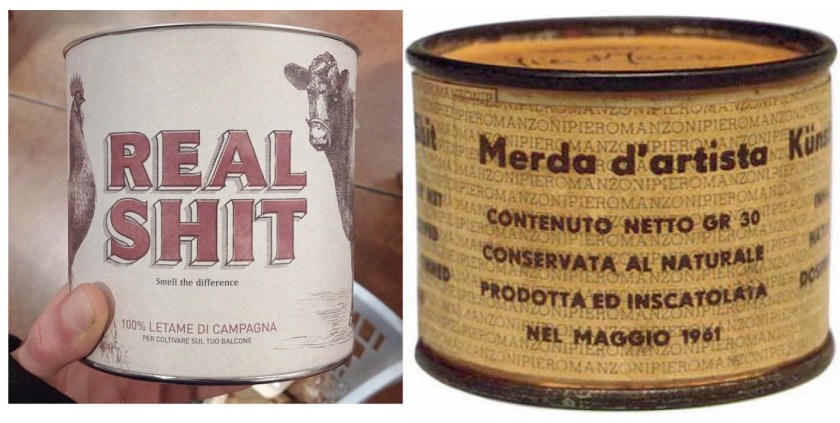 REAL
SHIT
Smell the difference
100% LETAME DI CAMPAGNA
PER COLTIVARE SUL TUO BALCONE
Merda d'artista
CONTENUTO NETTO GR 30
CONSERVATA AL NATURALE
PRODOTTA ED INSCATOLATA
NEL MAGGIO 1961